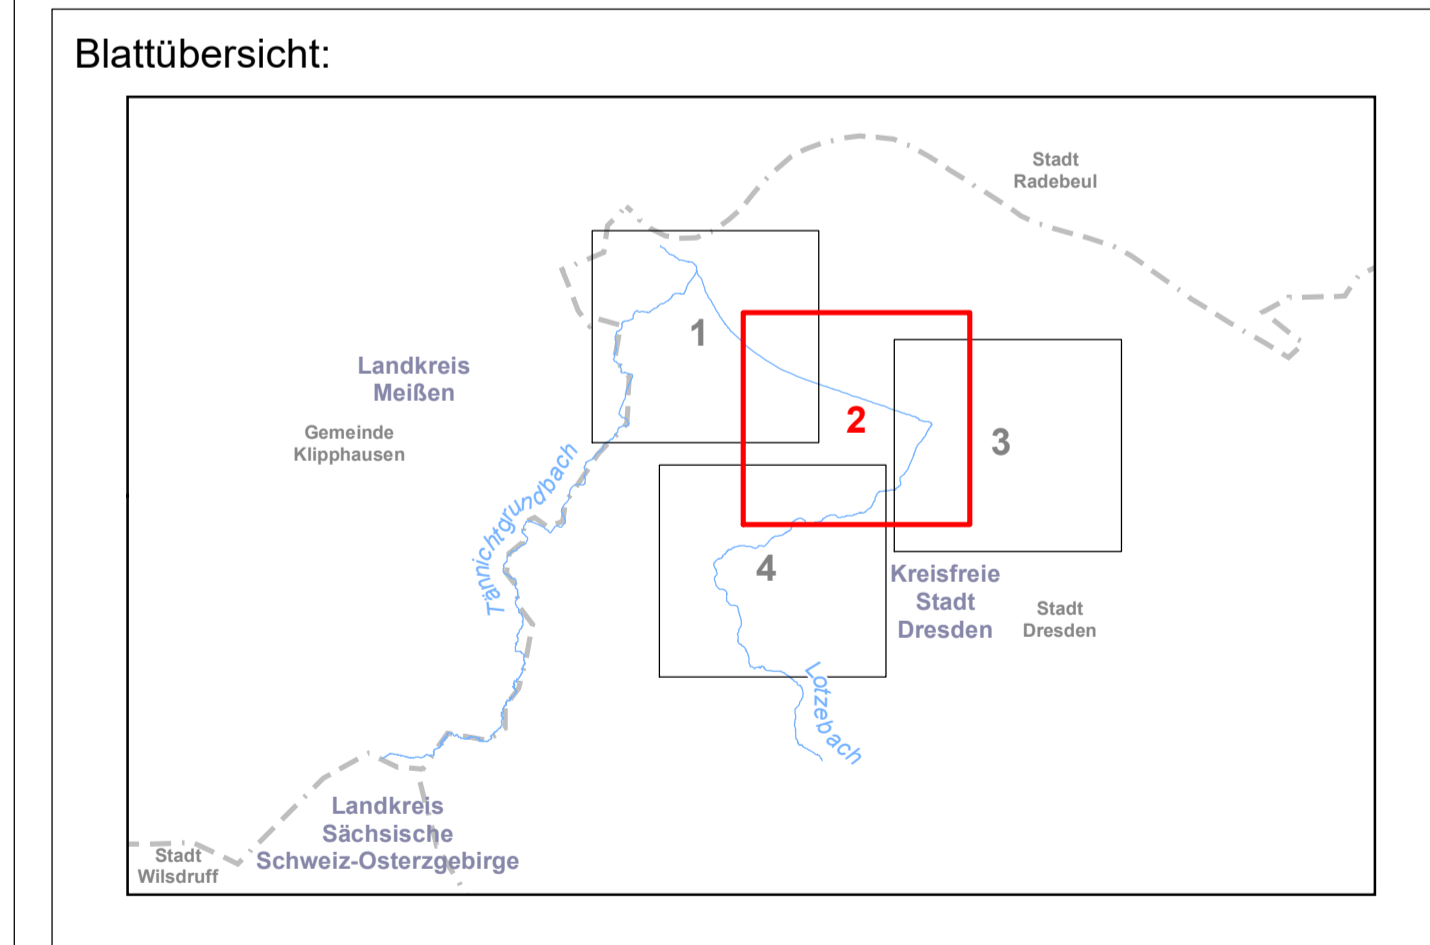 Blattübersicht:
Stadt
Radebeul
1
Landkreis
Meißen
Gemeinde
Klipphausen
2
3
Tännichtgrundbach
4
Kreisfreie
Stadt
Dresden
Stadt
Dresden
Lotzebach
Landkreis
Sächsische
Schweiz-Osterzgebirge
Stadt
Wilsdruff